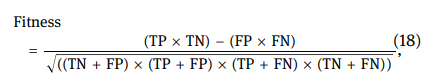 Fitness
= (TP × TN) − (FP × FN) / √((TN + FP) × (TP + FP) × (TP + FN) × (TN + FN)), (18)